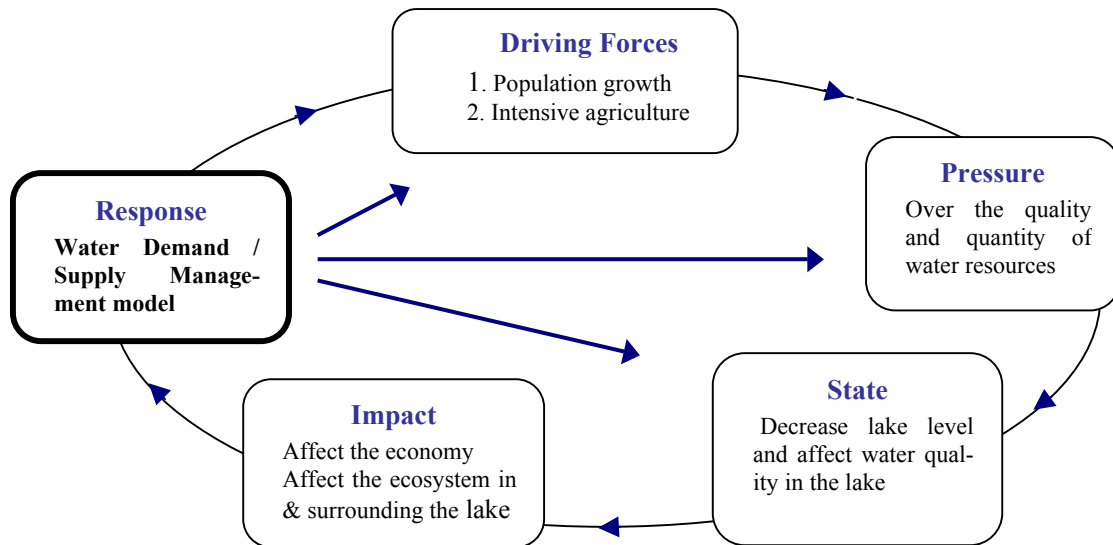 Driving Forces
1. Population growth
2. Intensive agriculture
Pressure
Over the quality
and quantity of
water resources
Response
Water Demand /
Supply Manage-
ment model
State
Decrease lake level
and affect water qual-
ity in the lake
Impact
Affect the economy
Affect the ecosystem in
& surrounding the lake